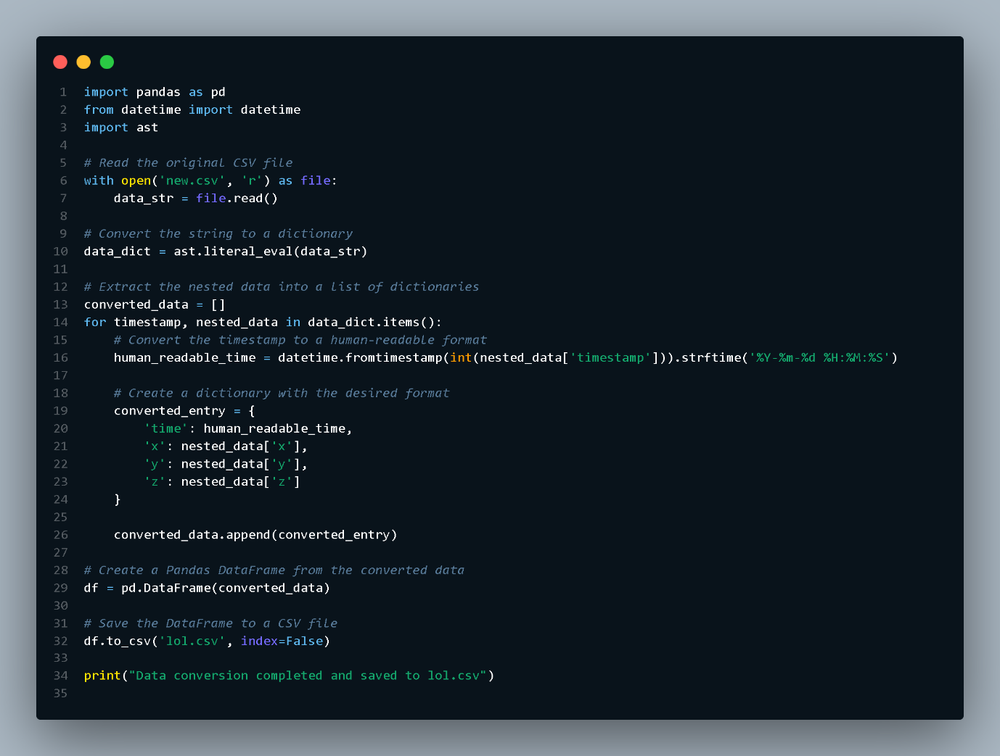 1 import pandas as pd
2 from datetime import datetime
3 import ast
4
5 # Read the original CSV file
6 with open('new.csv', 'r') as file:
7     data_str = file.read()
8
9 # Convert the string to a dictionary
10 data_dict = ast.literal_eval(data_str)
11
12 # Extract the nested data into a list of dictionaries
13 converted_data = []
14 for timestamp, nested_data in data_dict.items():
15     # Convert the timestamp to a human-readable format
16     human_readable_time = datetime.fromtimestamp(int(nested_data['timestamp'])).strftime('%Y-%m-%d %H:%M:%S')
17
18     # Create a dictionary with the desired format
19     converted_entry = {
20         'time': human_readable_time,
21         'x': nested_data['x'],
22         'y': nested_data['y'],
23         'z': nested_data['z']
24     }
25
26     converted_data.append(converted_entry)
27
28 # Create a Pandas DataFrame from the converted data
29 df = pd.DataFrame(converted_data)
30
31 # Save the DataFrame to a CSV file
32 df.to_csv('lol.csv', index=False)
33
34 print("Data conversion completed and saved to lol.csv")
35